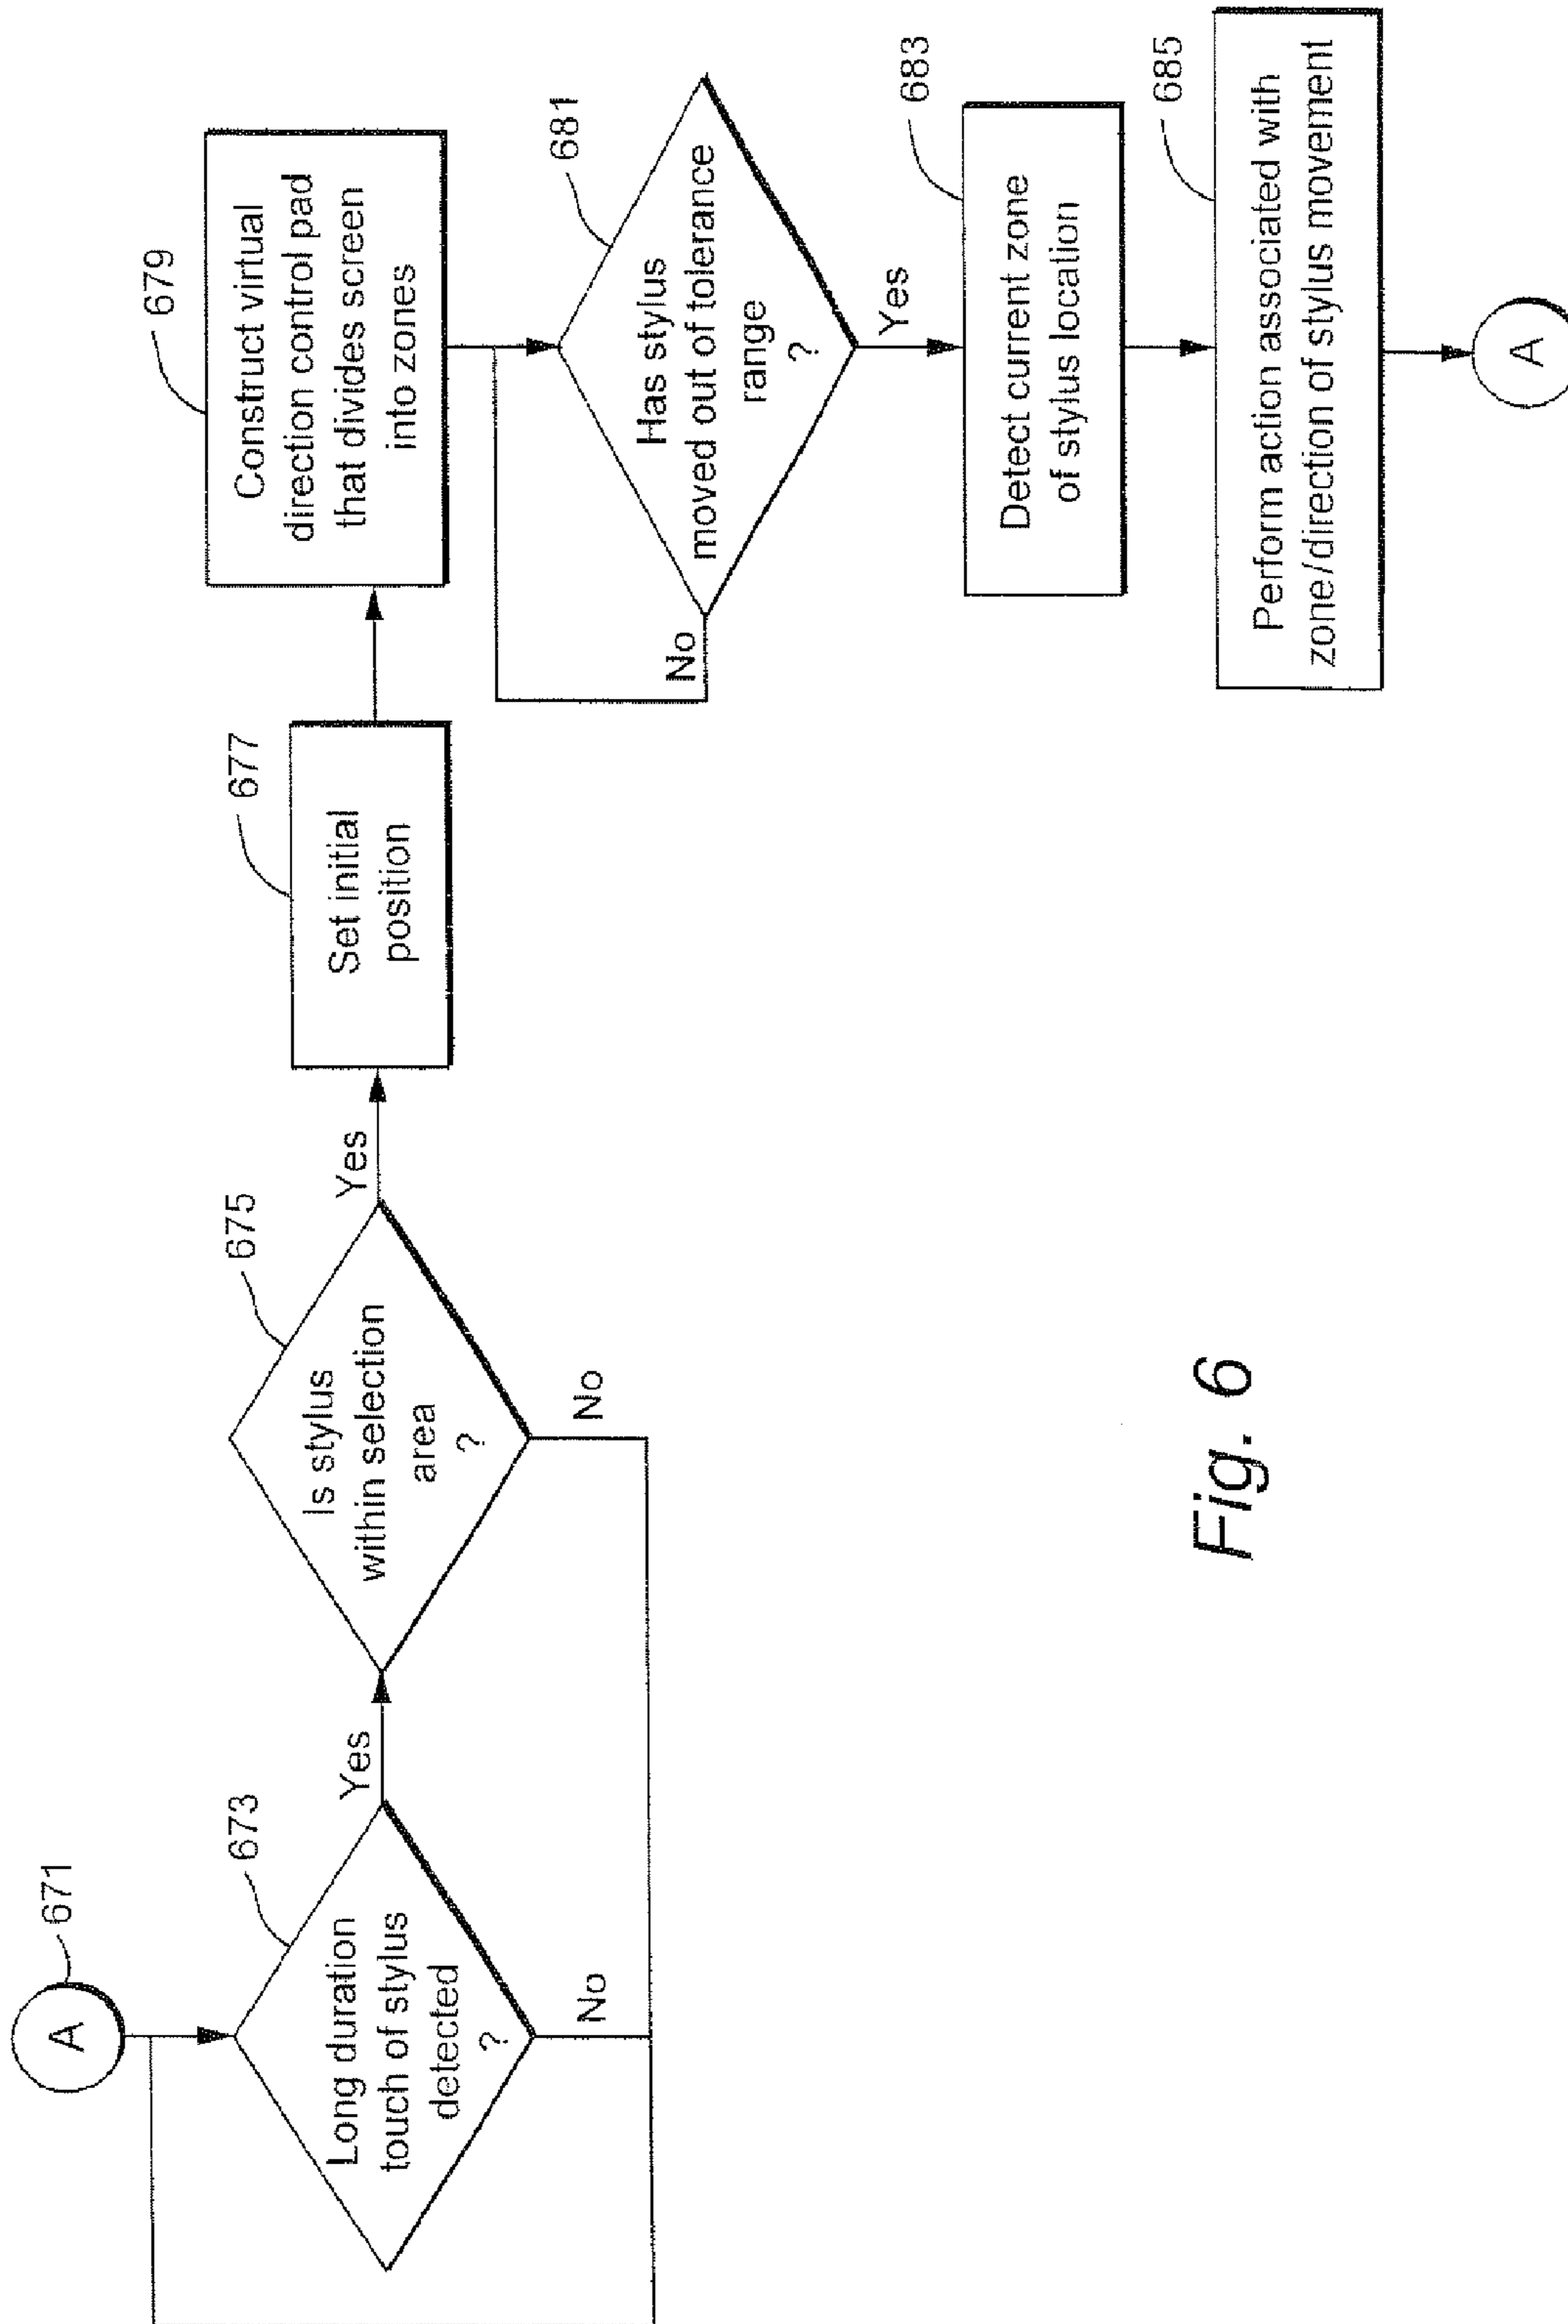 A
671
Long duration
touch of stylus
detected
?
673
Yes
No
Is stylus
within selection
area
?
675
Yes
No
Set initial
position
677
Construct virtual
direction control pad
that divides screen
into zones
679
Has stylus
moved out of tolerance
range
?
681
No
Yes
Detect current zone
of stylus location
683
Perform action associated with
zone/direction of stylus movement
685
A
Fig. 6